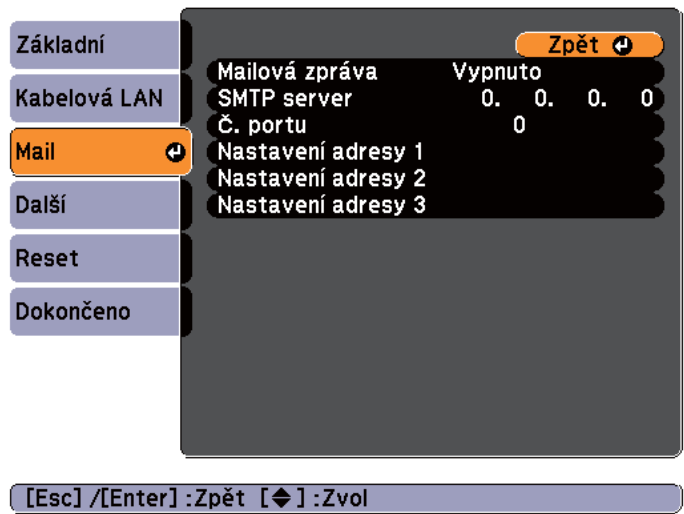 Základní
Kabelová LAN
Mail
Další
Reset
Dokončeno
Zpět
Mailová zpráva Vypnuto
SMTP server 0. 0. 0. 0
Č. portu 0
Nastavení adresy 1
Nastavení adresy 2
Nastavení adresy 3
[Esc] /[Enter] :Zpět [◆] :Zvol